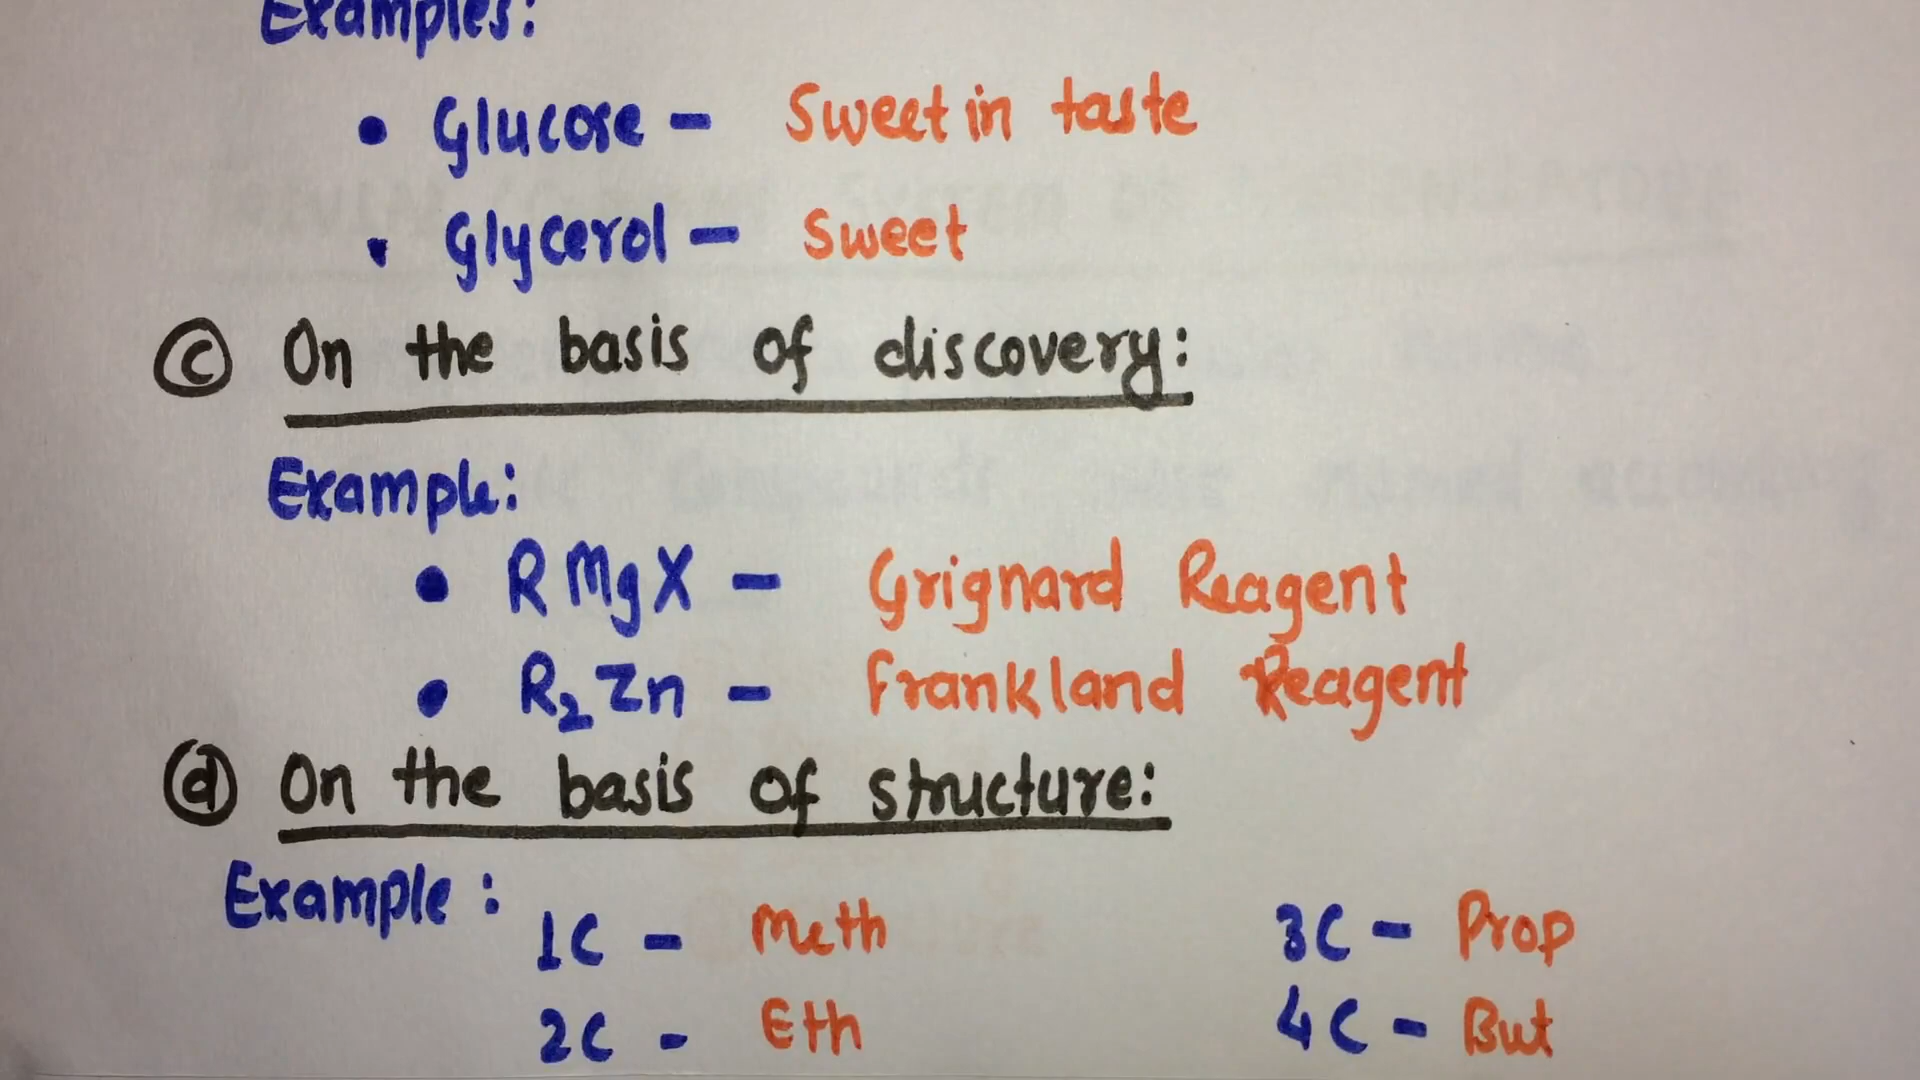 Examples:
• Glucose - Sweet in taste
• Glycerol - Sweet
ⓒ On the basis of discovery:
Example:
• RMgX - Grignard Reagent
• R₂Zn - Frankland Reagent
ⓓ On the basis of structure:
Example:
1C - Meth 3C - Prop
2C - Eth 4C - But